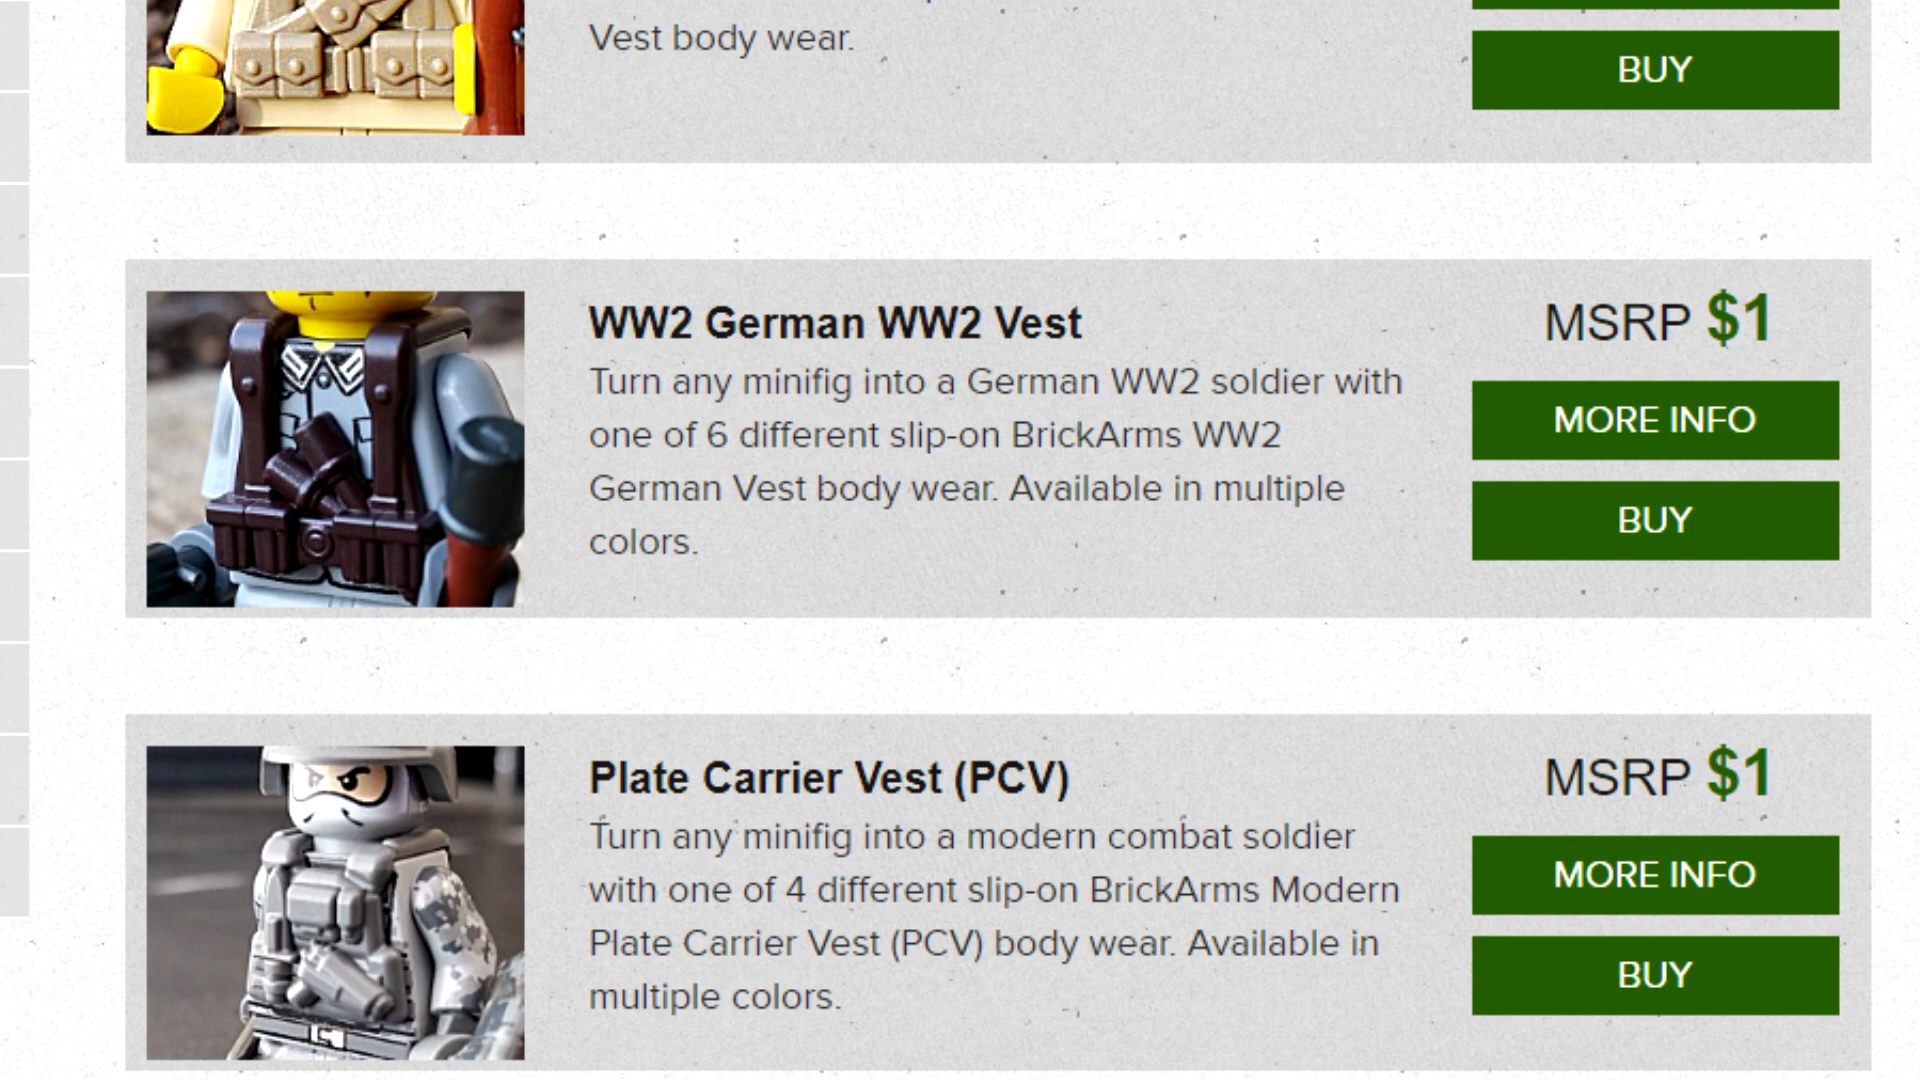 Vest body wear.
BUY
WW2 German WW2 Vest
MSRP $1
Turn any minifig into a German WW2 soldier with
one of 6 different slip-on BrickArms WW2
German Vest body wear. Available in multiple
colors.
MORE INFO
BUY
Plate Carrier Vest (PCV)
MSRP $1
Turn any minifig into a modern combat soldier
with one of 4 different slip-on BrickArms Modern
Plate Carrier Vest (PCV) body wear. Available in
multiple colors.
MORE INFO
BUY